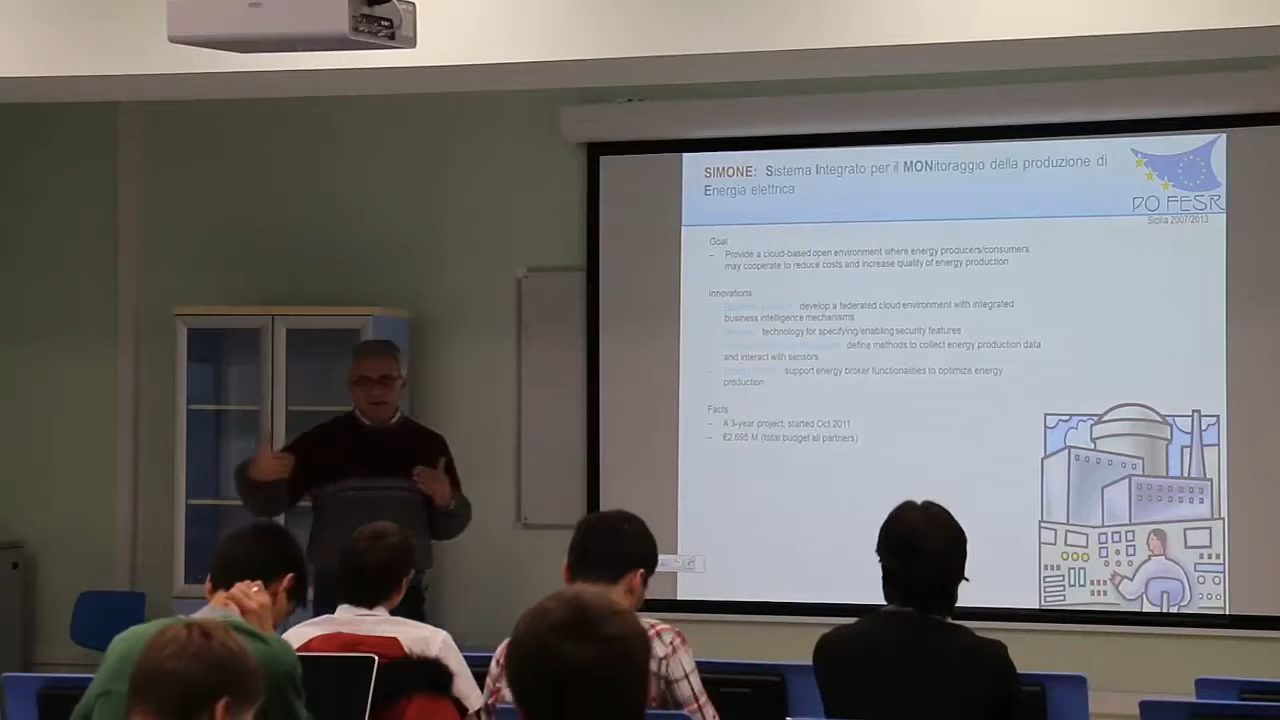 SIMONE: Sistema Integrato per il MONitoraggio della produzione di
Energia elettrica
PO FESR
Sicilia 2007/2013
Goal
– Provide a cloud-based open environment where energy producers/consumers
may cooperate to reduce costs and increase quality of energy production
Innovations
develop a federated cloud environment with integrated
business intelligence mechanisms
technology for specifying/enabling security features
define methods to collect energy production data
and interact with sensors
support energy broker functionalities to optimize energy
production
Facts
– A 3-year project, started Oct 2011
– €2.695 M (total budget all partners)